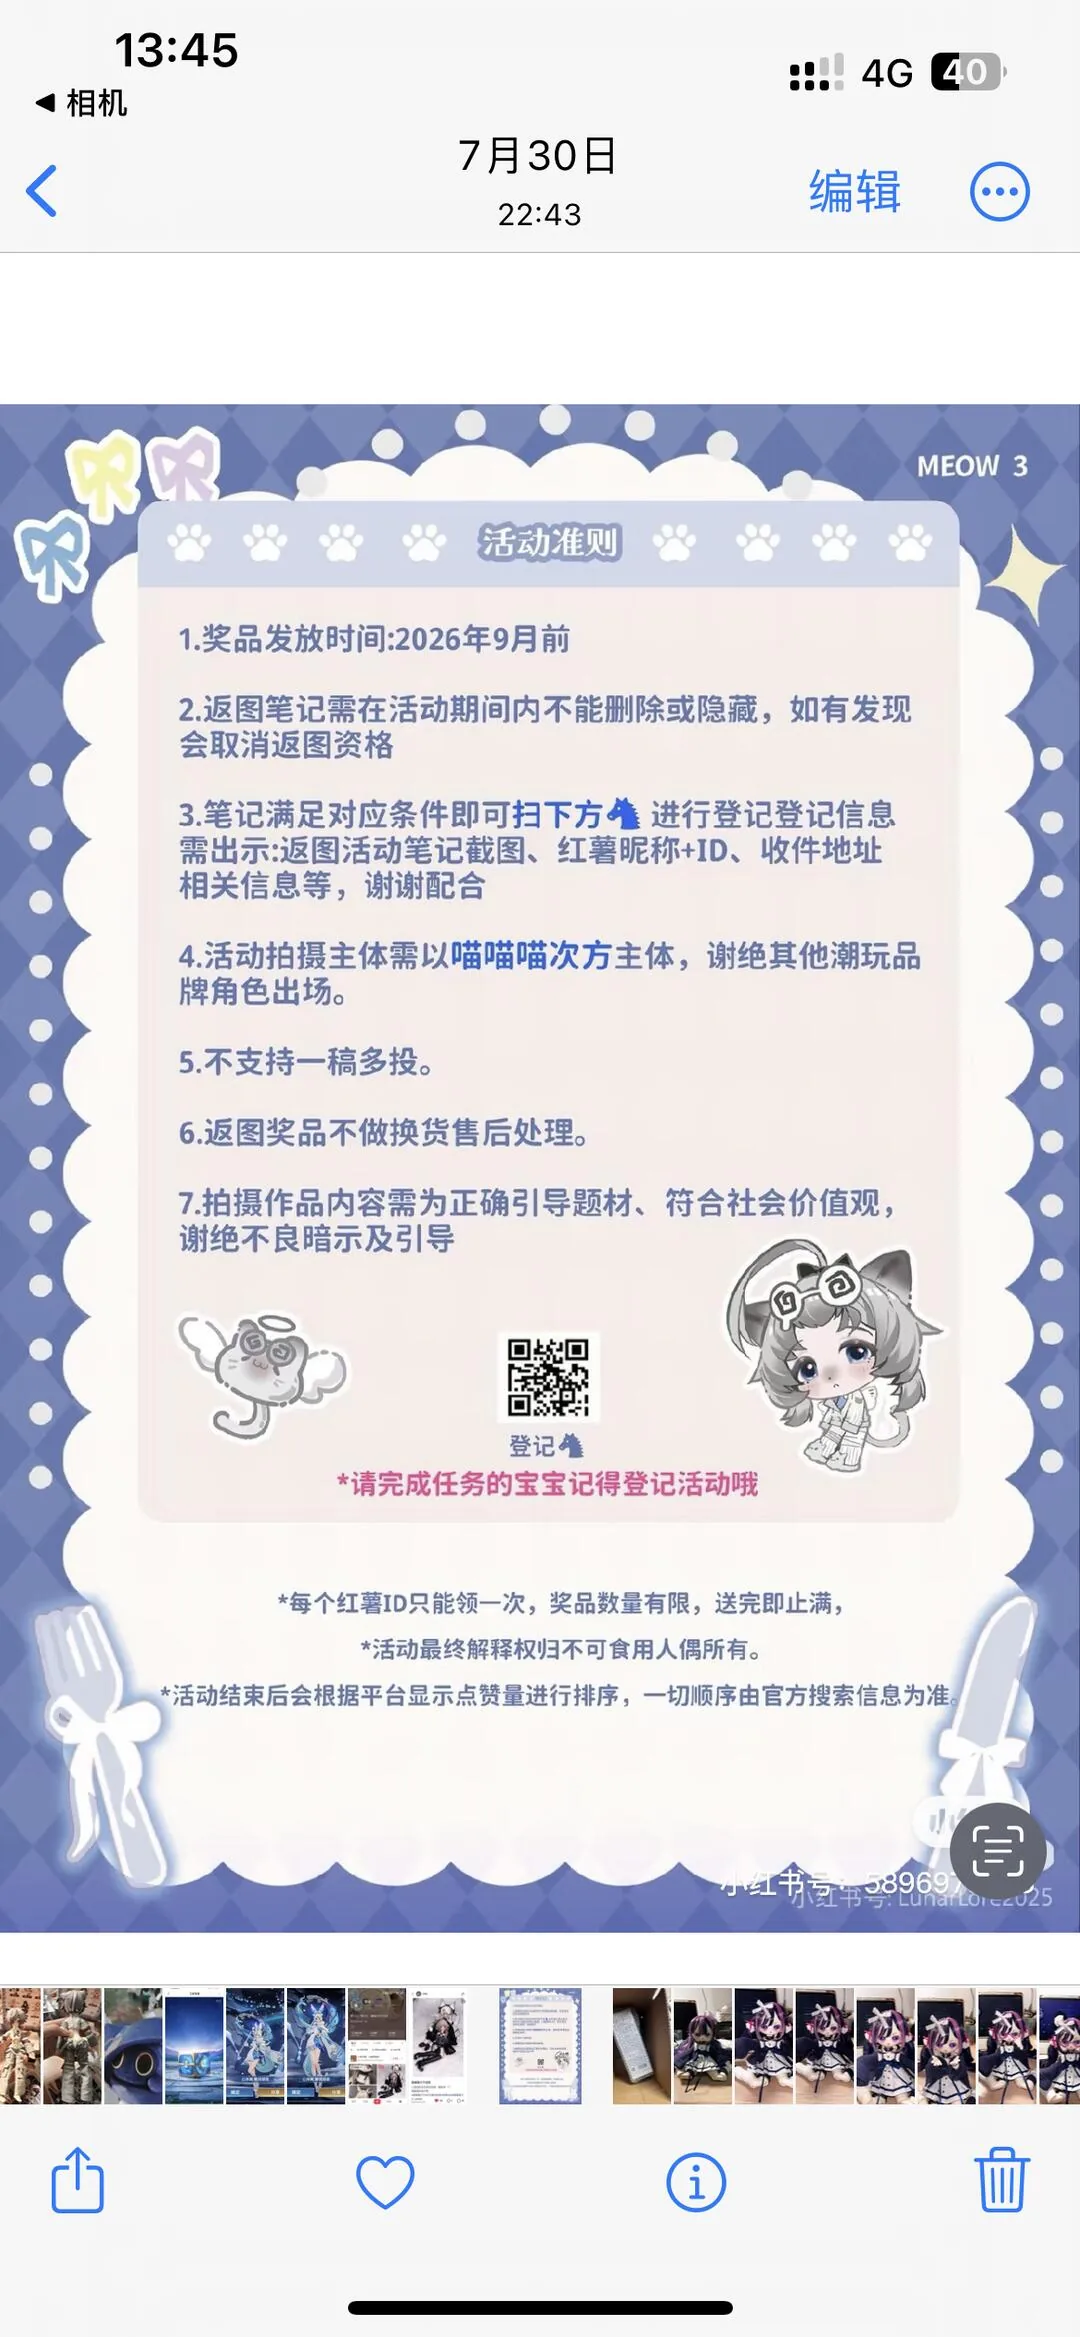 13:45
4G
40
相机
7月30日
22:43
编辑
MEOW 3
活动准则
1.奖品发放时间:2026年9月前
2.返图笔记需在活动期间内不能删除或隐藏，如有发现
会取消返图资格
3.笔记满足对应条件即可扫下方🐴 进行登记登记信息
需出示:返图活动笔记截图、红薯昵称+ID、收件地址
相关信息等，谢谢配合
4.活动拍摄主体需以喵喵喵次方主体，谢绝其他潮玩品
牌角色出场。
5.不支持一稿多投。
6.返图奖品不做换货售后处理。
7.拍摄作品内容需为正确引导题材、符合社会价值观，
谢绝不良暗示及引导
登记🐴
*请完成任务的宝宝记得登记活动哦
*每个红薯ID只能领一次，奖品数量有限，送完即止满，
*活动最终解释权归不可食用人偶所有。
*活动结束后会根据平台显示点赞量进行排序，一切顺序由官方搜索信息为准。
小红书号：58969
小红书号: LunarLore2025